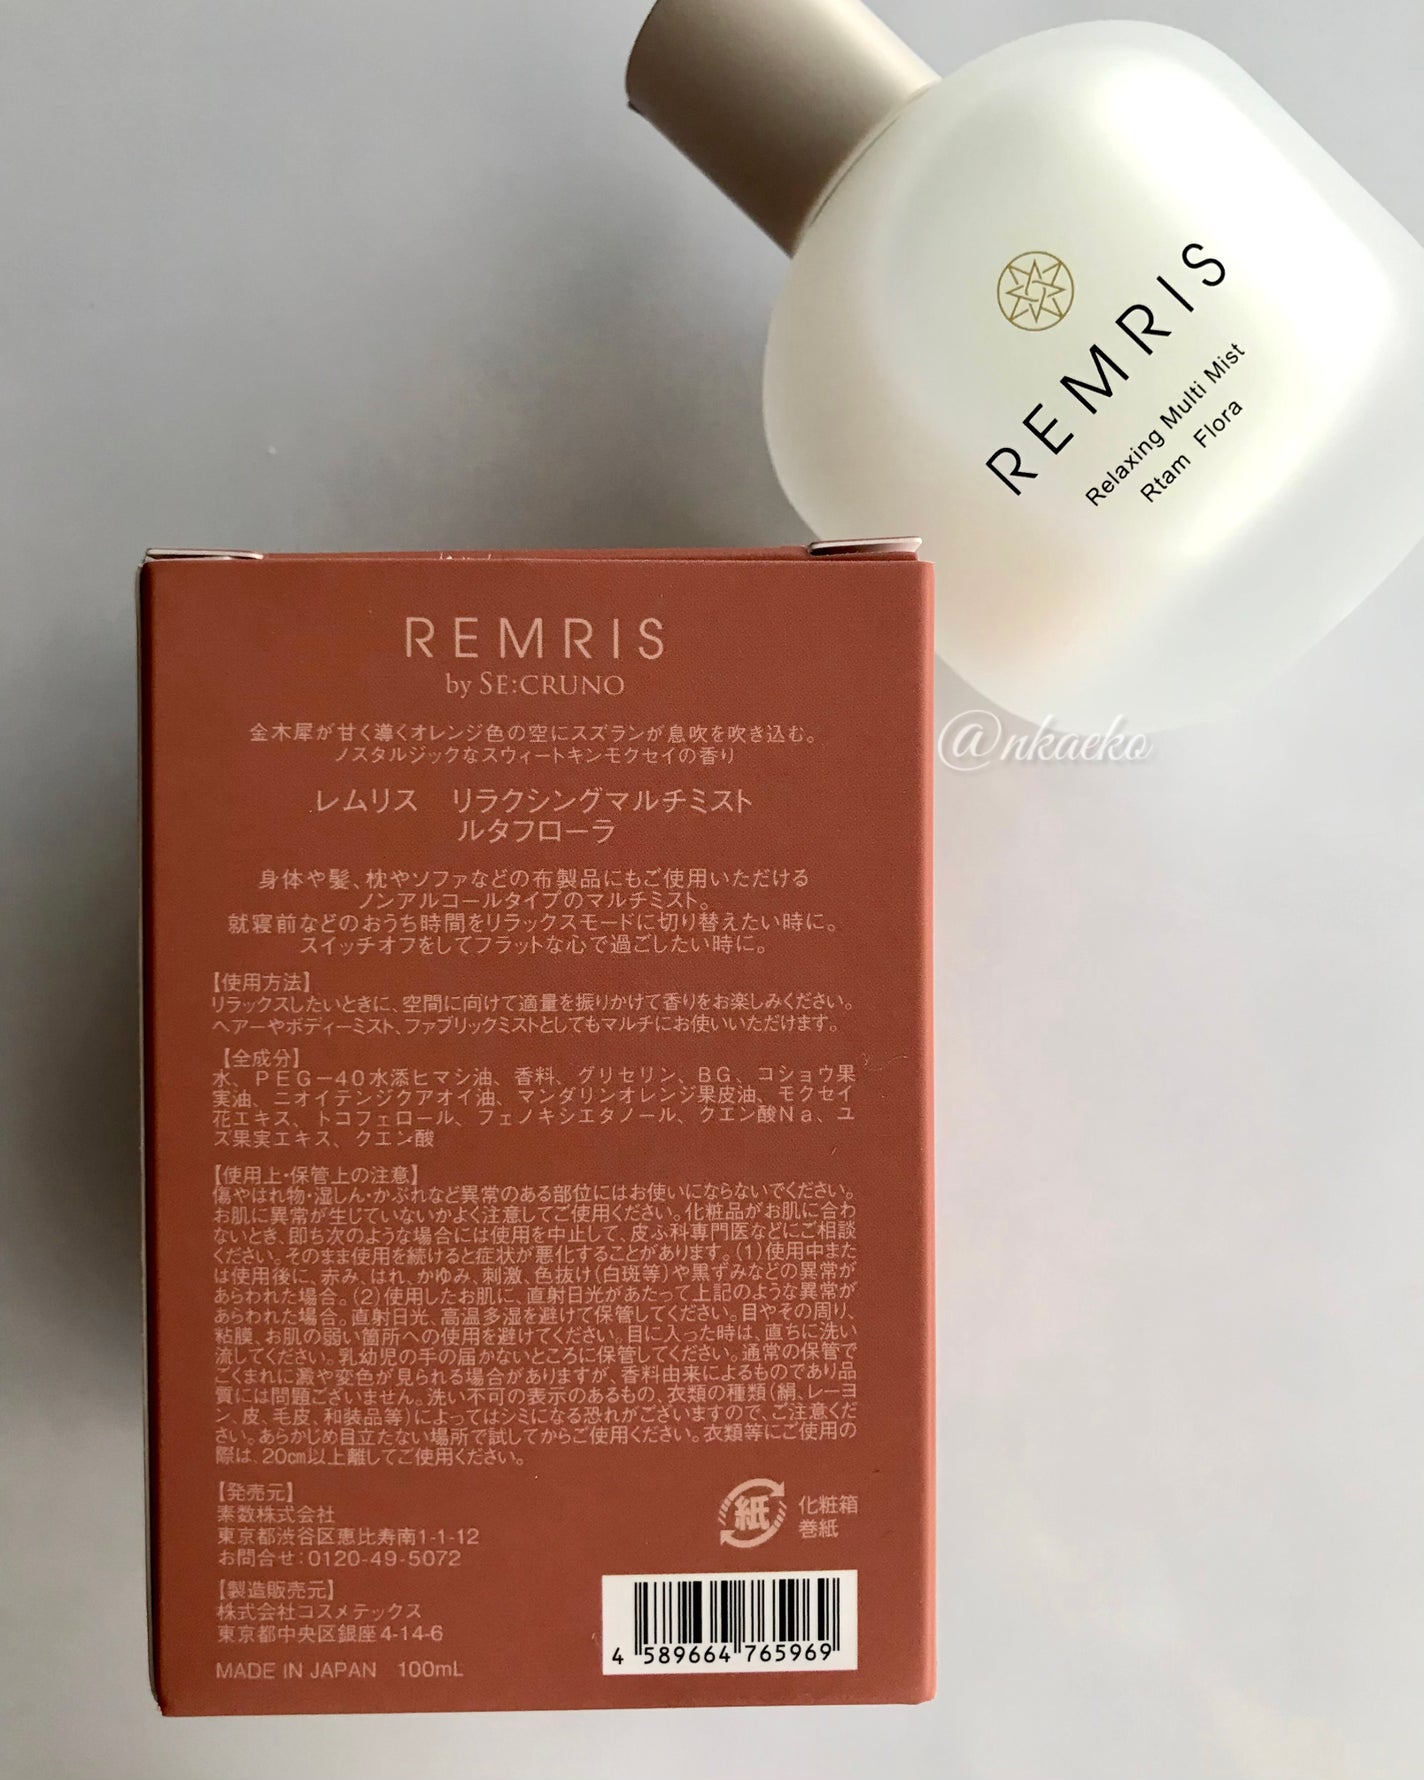 REMRIS
Relaxing Multi Mist
Rtam Flora
REMRIS
by SE:CRUNO
金木犀が甘く導くオレンジ色の空にスズランが息吹を吹き込む。
ノスタルジックなスウィートキンモクセイの香り
レムリス　リラクシングマルチミスト
ルタフローラ
身体や髪、枕やソファなどの布製品にもご使用いただける
ノンアルコールタイプのマルチミスト。
就寝前などのおうち時間をリラックスモードに切り替えたい時に。
スイッチオフをしてフラットな心で過ごしたい時に。
【使用方法】
リラックスしたいときに、空間に向けて適量を振りかけて香りをお楽しみください。
ヘアーやボディーミスト、ファブリックミストとしてもマルチにお使いいただけます。
【全成分】
水、ＰＥＧ－４０水添ヒマシ油、香料、グリセリン、ＢＧ、コショウ果
実油、ニオイテンジクアオイ油、マンダリンオレンジ果皮油、モクセイ
花エキス、トコフェロール、フェノキシエタノール、クエン酸Ｎａ、ユ
ズ果実エキス、クエン酸
【使用上・保管上の注意】
傷やはれ物・湿しん・かぶれなど異常のある部位にはお使いにならないでください。
お肌に異常が生じていないかよく注意してご使用ください。化粧品がお肌に合わ
ないとき、即ち次のような場合には使用を中止して、皮ふ科専門医などにご相談
ください。そのまま使用を続けると症状が悪化することがあります。（1）使用中また
は使用後に、赤み、はれ、かゆみ、刺激、色抜け（白斑等）や黒ずみなどの異常が
あらわれた場合。（2）使用したお肌に、直射日光があたって上記のような異常が
あらわれた場合。直射日光、高温多湿を避けて保管してください。目やその周り、
粘膜、お肌の弱い箇所への使用を避けてください。目に入った時は、直ちに洗い
流してください。乳幼児の手の届かないところに保管してください。通常の保管で
ごくまれに濁や変色が見られる場合がありますが、香料由来によるものであり品
質には問題ございません。洗い不可の表示のあるもの、衣類の種類（絹、レーヨ
ン、皮、毛皮、和装品等）によってはシミになる恐れがございますので、ご注意くだ
さい。あらかじめ目立たない場所で試してからご使用ください。衣類等にご使用の
際は、20㎝以上離してご使用ください。
【発売元】
素数株式会社
東京都渋谷区恵比寿南1-1-12
お問合せ：0120-49-5072
【製造販売元】
株式会社コスメテックス
東京都中央区銀座4-14-6
MADE IN JAPAN 100mL
紙
化粧箱
巻紙
4 589664 765969
@nkaeko